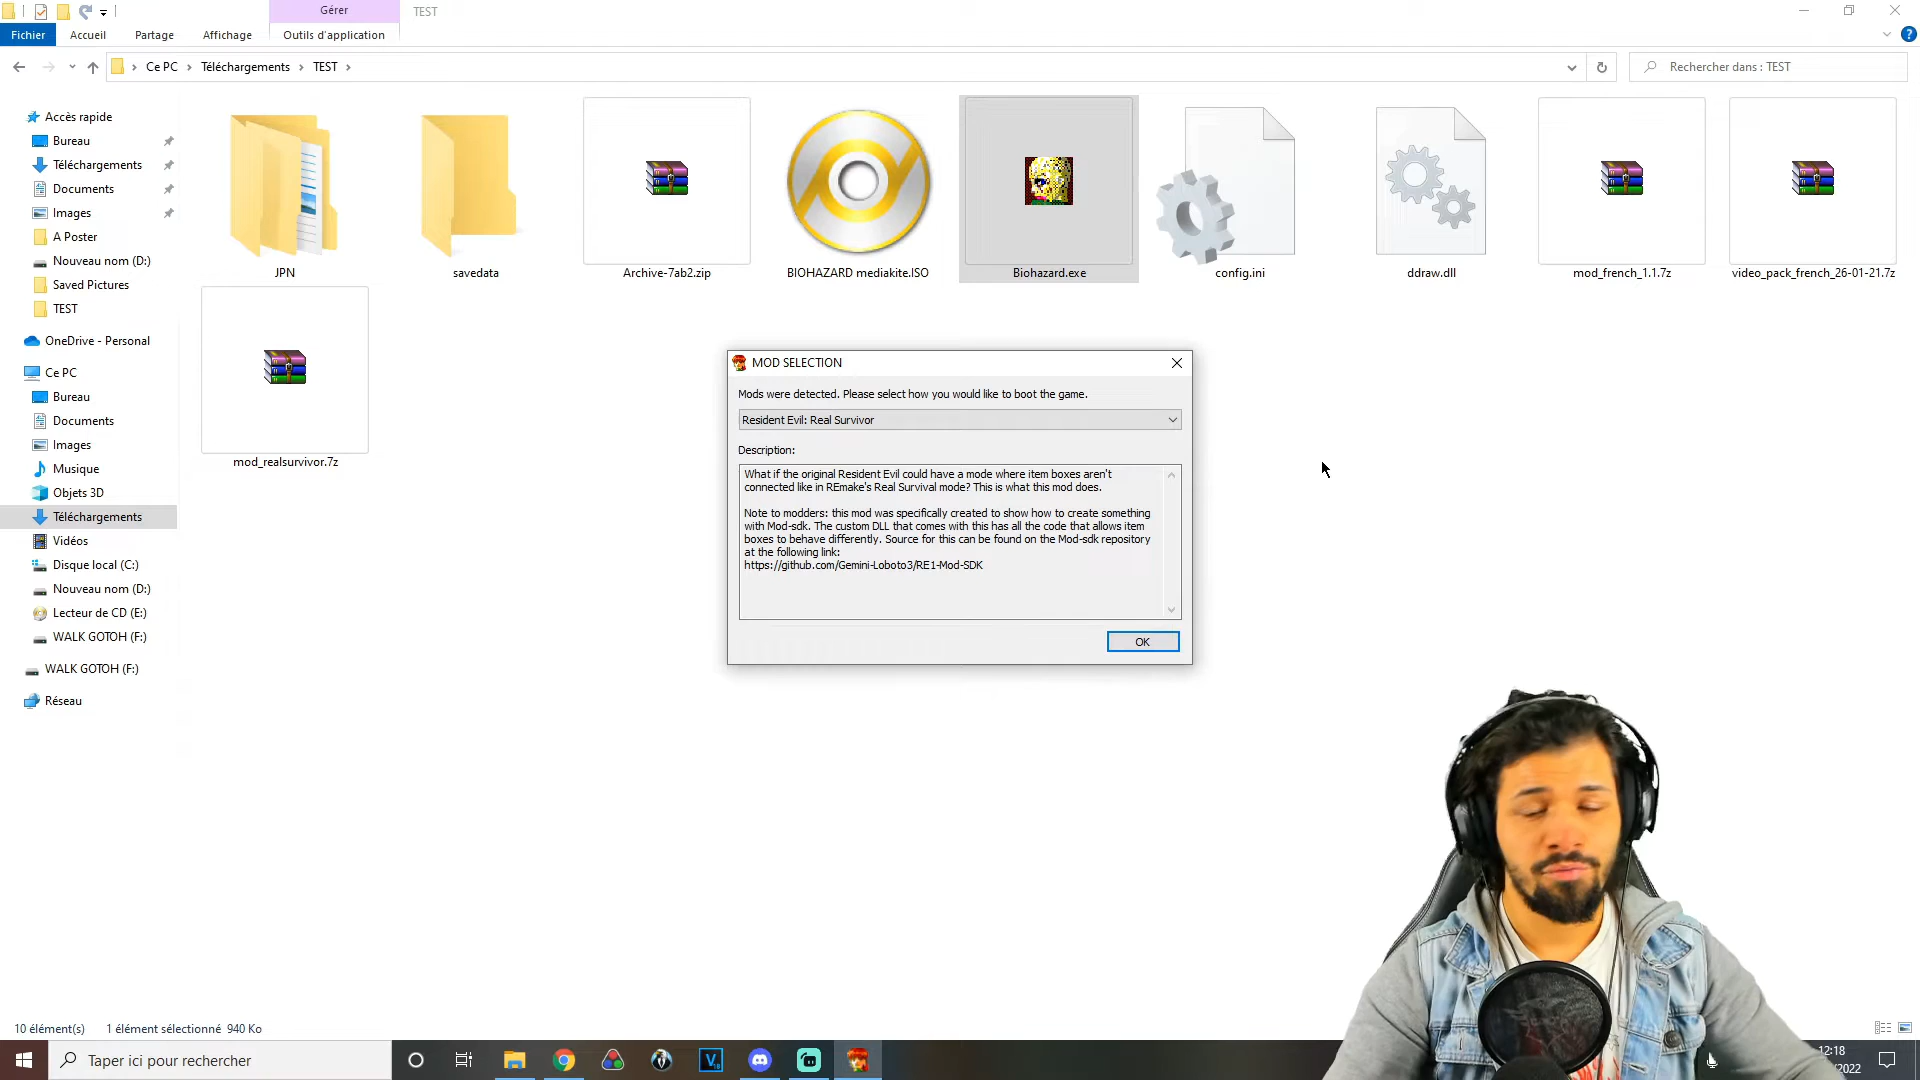 Gérer
TEST
Fichier
Accueil
Partage
Affichage
Outils d'application
Ce PC
Téléchargements
TEST
Rechercher dans : TEST
Accès rapide
Bureau
Téléchargements
Documents
Images
A Poster
Nouveau nom (D:)
Saved Pictures
TEST
OneDrive - Personal
Ce PC
Bureau
Documents
Images
Musique
Objets 3D
Téléchargements
Vidéos
Disque local (C:)
Nouveau nom (D:)
Lecteur de CD (E:)
WALK GOTOH (F:)
WALK GOTOH (F:)
Réseau
JPN
savedata
Archive-7ab2.zip
BIOHAZARD mediakite.ISO
Biohazard.exe
config.ini
ddraw.dll
mod_french_1.1.7z
video_pack_french_26-01-21.7z
mod_realsurvivor.7z
MOD SELECTION
Mods were detected. Please select how you would like to boot the game.
Resident Evil: Real Survivor
Description:
What if the original Resident Evil could have a mode where item boxes aren't
connected like in REmake's Real Survival mode? This is what this mod does.
Note to modders: this mod was specifically created to show how to create something
with Mod-sdk. The custom DLL that comes with this has all the code that allows item
boxes to behave differently. Source for this can be found on the Mod-sdk repository
at the following link:
https://github.com/Gemini-Loboto3/RE1-Mod-SDK
OK
10 élément(s)
1 élément sélectionné 940 Ko
Taper ici pour rechercher
12:18
/2022